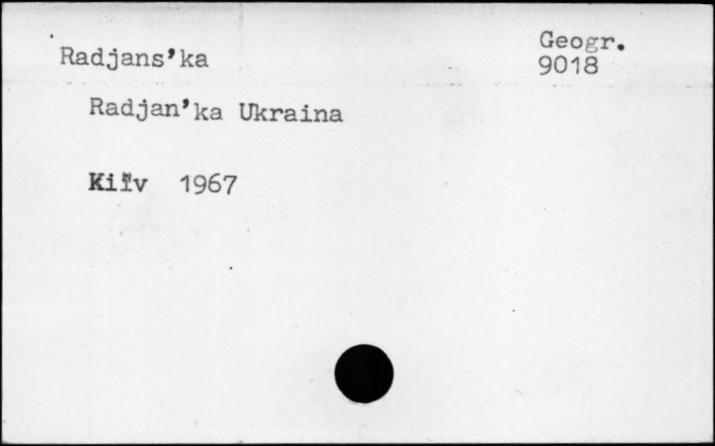 Geogr.
Radjans'ka 9018
Radjan'ka Ukraina
Kiïv 1967